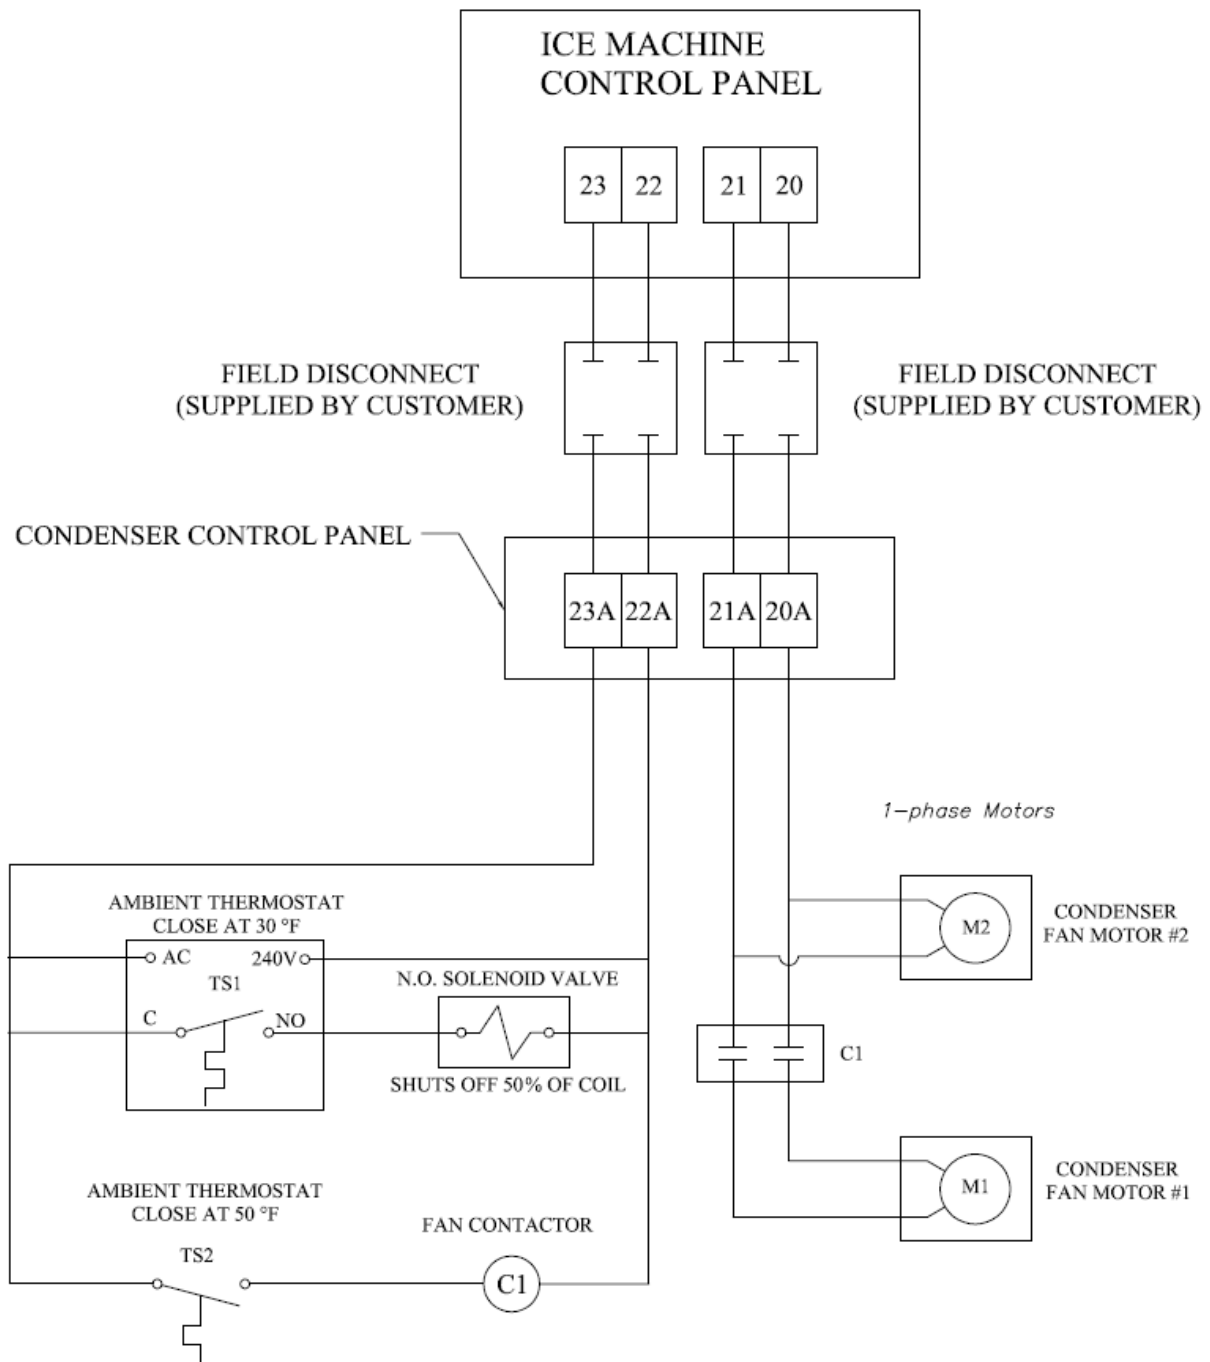 ICE MACHINE
CONTROL PANEL
23 22 21 20
FIELD DISCONNECT
(SUPPLIED BY CUSTOMER)
FIELD DISCONNECT
(SUPPLIED BY CUSTOMER)
CONDENSER CONTROL PANEL
23A 22A 21A 20A
1-phase Motors
AMBIENT THERMOSTAT
CLOSE AT 30 °F
AC 240V
TS1
C NO
N.O. SOLENOID VALVE
SHUTS OFF 50% OF COIL
M2
CONDENSER
FAN MOTOR #2
C1
M1
CONDENSER
FAN MOTOR #1
AMBIENT THERMOSTAT
CLOSE AT 50 °F
TS2
FAN CONTACTOR
C1